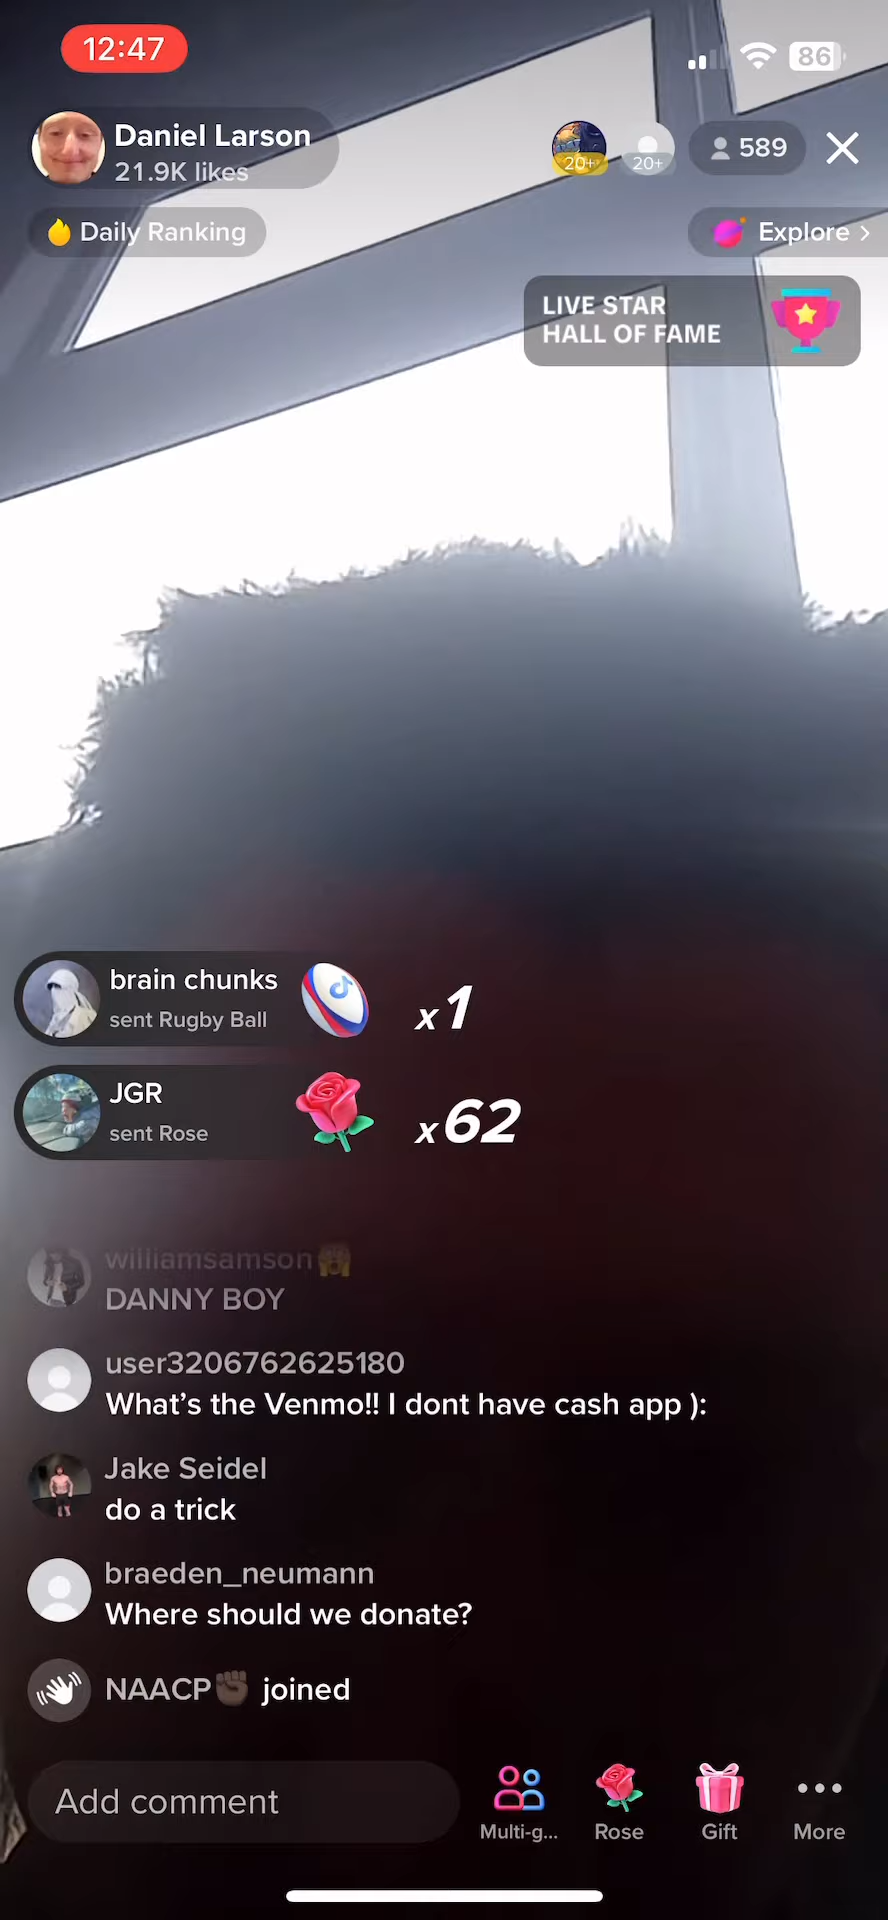 12:47
86
Daniel Larson
21.9K likes
20+
20+
589
Daily Ranking
Explore >
LIVE STAR
HALL OF FAME
brain chunks
sent Rugby Ball
x1
JGR
sent Rose
x62
williamsamson
DANNY BOY
user3206762625180
What's the Venmo!! I dont have cash app ):
Jake Seidel
do a trick
braeden_neumann
Where should we donate?
NAACP✊🏿 joined
Add comment
Multi-g...
Rose
Gift
More